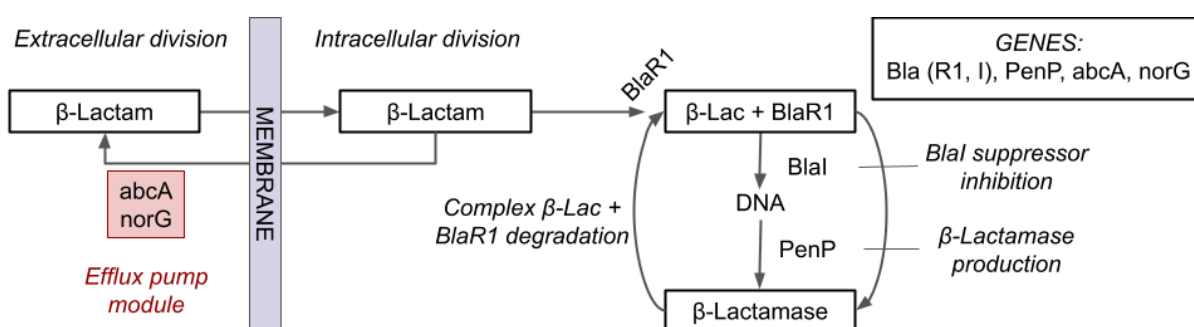 Extracellular division
Intracellular division
GENES:
Bla (R1, I), PenP, abcA, norG
β-Lactam
MEMBRANE
β-Lactam
BlaR1
β-Lac + BlaR1
abcA
norG
Efflux pump
module
Complex β-Lac +
BlaR1 degradation
BlaI
DNA
PenP
BlaI suppressor
inhibition
β-Lactamase
production
β-Lactamase